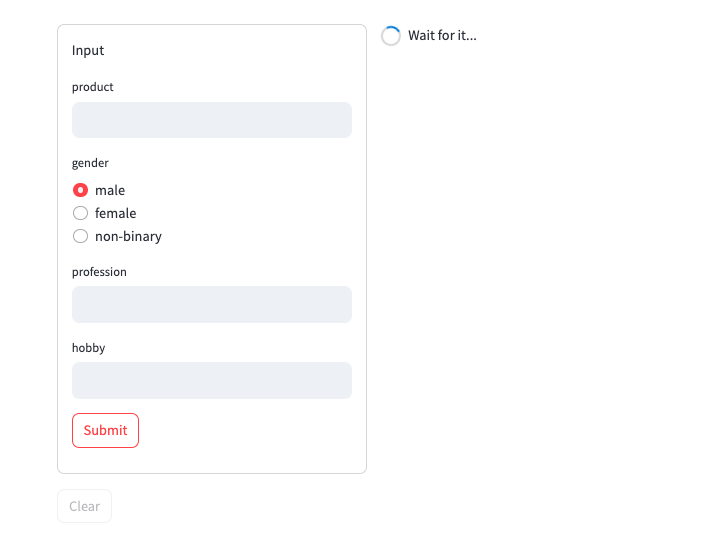 Input
product
gender
male
female
non-binary
profession
hobby
Submit
Clear
Wait for it...